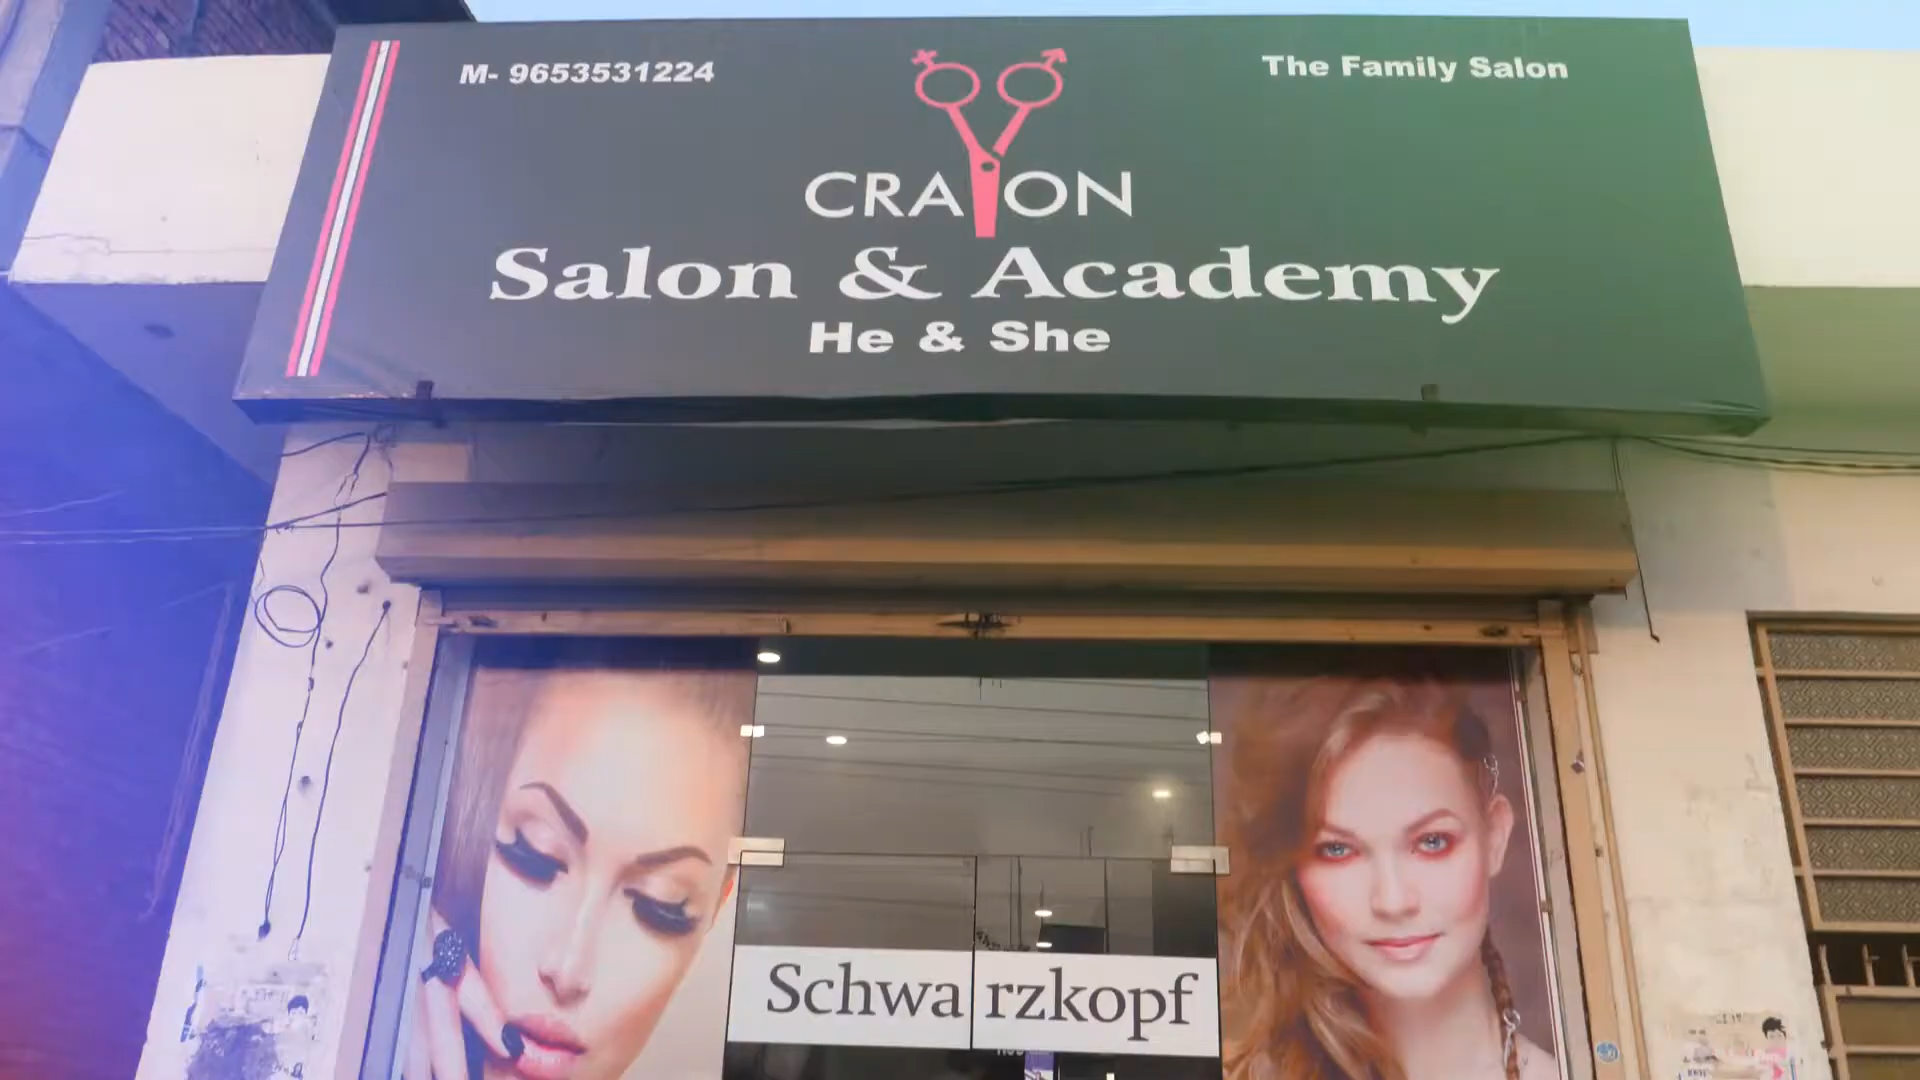 M- 9653531224
The Family Salon
CRAYON
Salon & Academy
He & She
Schwarzkopf